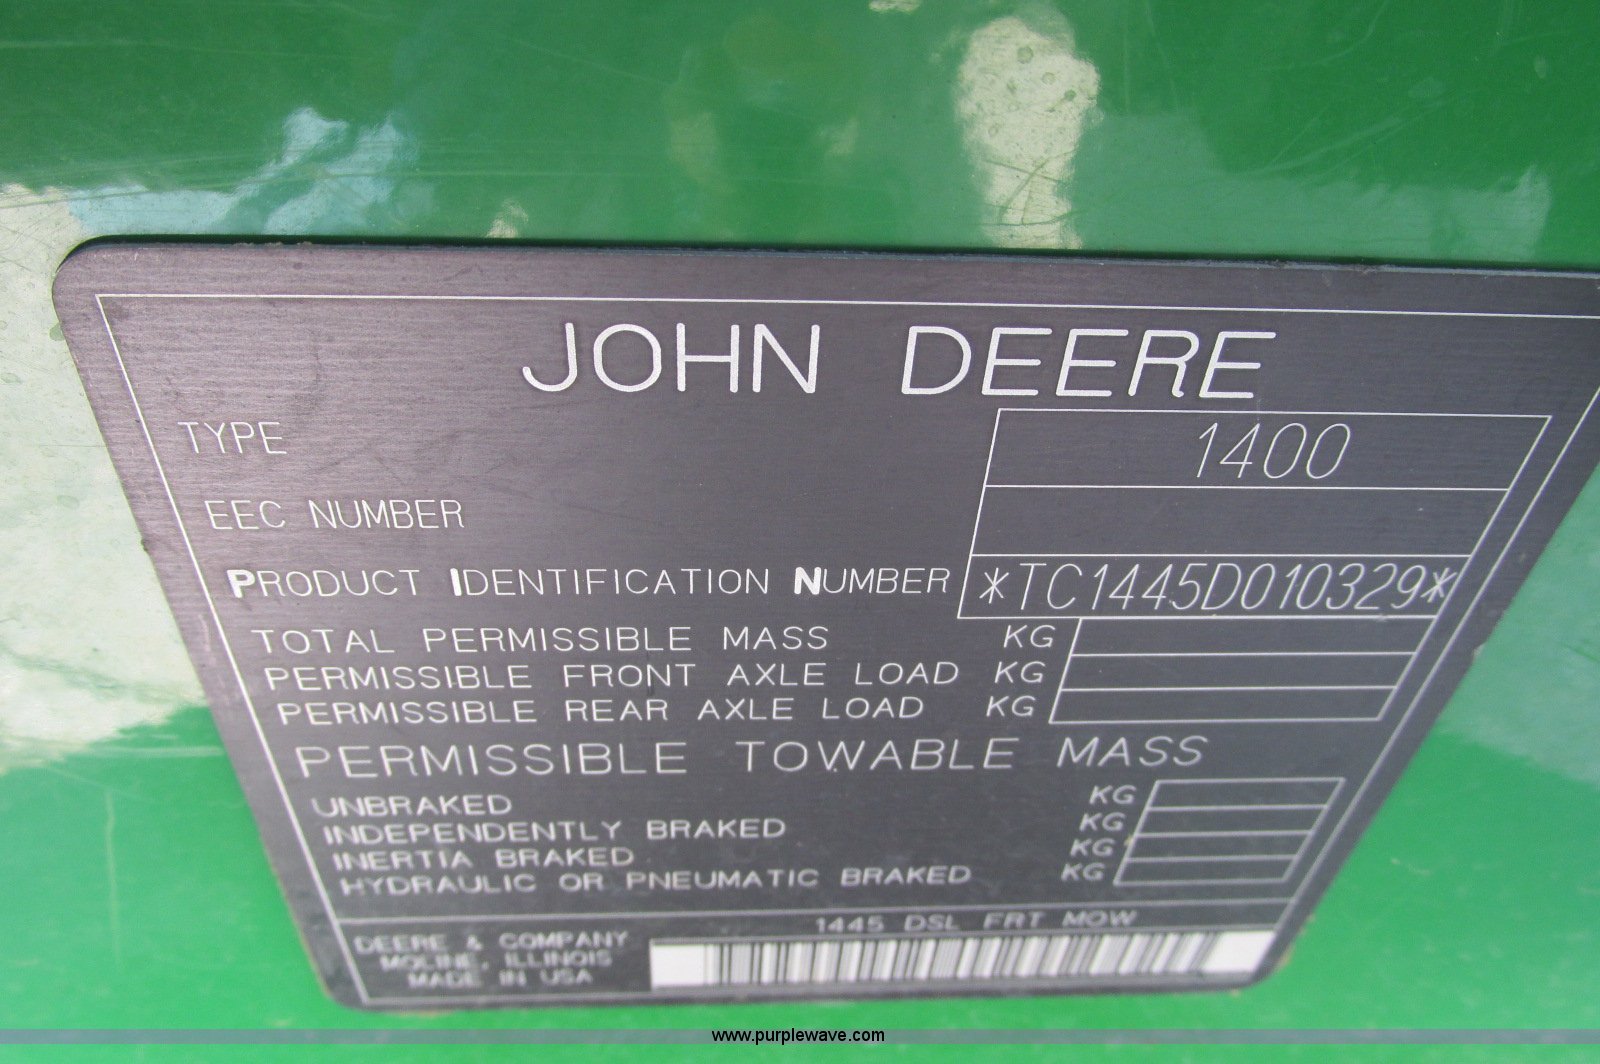 JOHN DEERE
TYPE 1400
EEC NUMBER
PRODUCT IDENTIFICATION NUMBER *TC1445D010329*
TOTAL PERMISSIBLE MASS KG
PERMISSIBLE FRONT AXLE LOAD KG
PERMISSIBLE REAR AXLE LOAD KG
PERMISSIBLE TOWABLE MASS
UNBRAKED KG
INDEPENDENTLY BRAKED KG
INERTIA BRAKED KG
HYDRAULIC OR PNEUMATIC BRAKED KG
1445 DSL FRT MOW
DEERE & COMPANY
MOLINE, ILLINOIS
MADE IN USA
www.purplewave.com